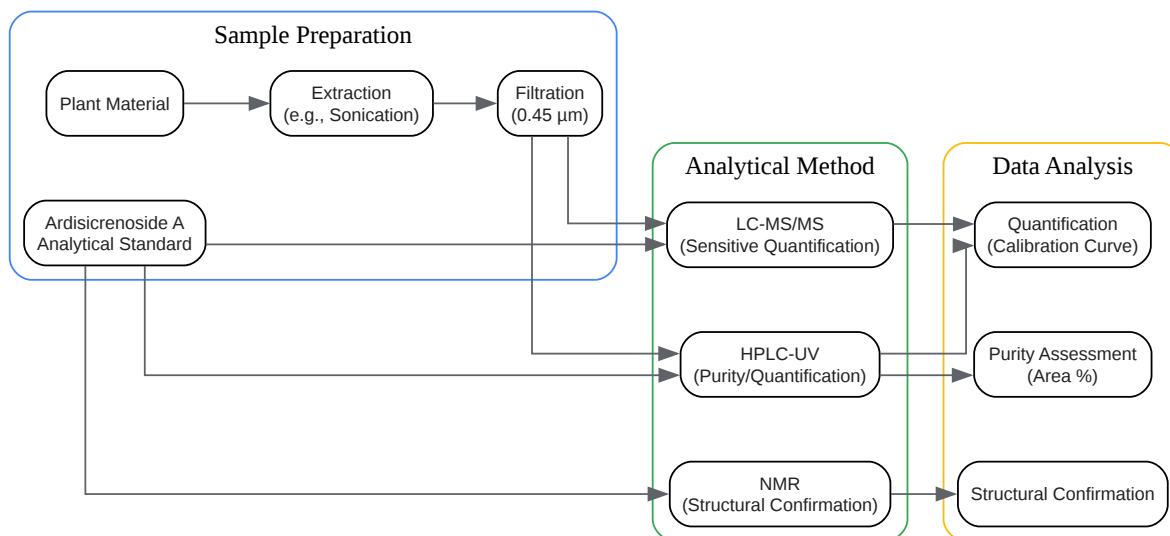 Sample Preparation
Plant Material
Extraction
(e.g., Sonication)
Filtration
(0.45 µm)
Ardisicrenoside A
Analytical Standard
Analytical Method
LC-MS/MS
(Sensitive Quantification)
HPLC-UV
(Purity/Quantification)
NMR
(Structural Confirmation)
Data Analysis
Quantification
(Calibration Curve)
Purity Assessment
(Area %)
Structural Confirmation